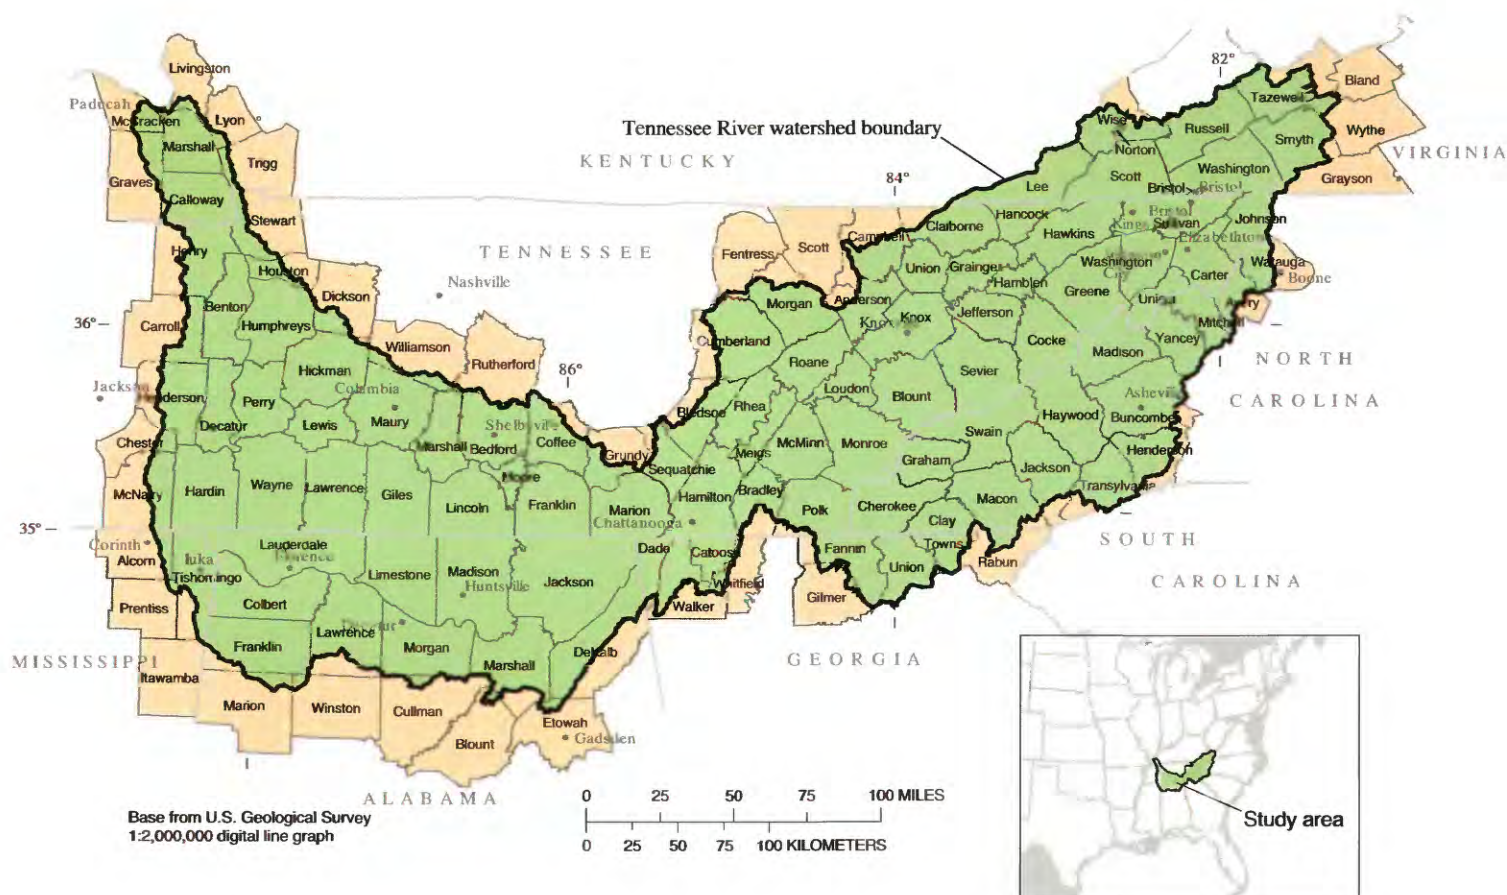 Livingston
82°
Bland
Paducah
McCracken
Lyon
Tazewell
Wise
Russell
Wythe
Tennessee River watershed boundary
Marshall
Trigg
KENTUCKY
Norton
Smyth
VIRGINIA
Graves
84°
Lee
Scott
Washington
Grayson
Calloway
Bristol
Bristol
Stewart
Hancock
Bristol
Johnson
Claiborne
Sullivan
Hawkins
Campbell
Elizabethton
TENNESSEE
Fentress
Scott
Henry
Houston
Union
Grainger
Washington
City
Carter
Watauga
Boone
Nashville
Dickson
Hamblen
Greene
Benton
Morgan
Anderson
Unicoi
Avery
36°
Carroll
Humphreys
Knox
Jefferson
Mitchell
Cumberland
Cocke
Yancey
Williamson
Rutherford
Roane
Madison
NORTH
CAROLINA
Hickman
86°
Sevier
Jackson
Henderson
Columbia
Loudon
Blount
Asheville
Perry
Decatur
Lewis
Maury
Bledsoe
Rhea
Haywood
Buncombe
Shelbyville
Swain
Chester
Marshall
Bedford
Coffee
Grundy
McMinn
Monroe
Henderson
Meigs
Graham
Moore
Sequatchie
Jackson
McNairy
Hardin
Wayne
Lawrence
Giles
Transylvania
Hamilton
Bradley
Macon
Lincoln
Franklin
Marion
Polk
Cherokee
Chattanooga
Clay
35°
SOUTH
CAROLINA
Corinth
Lauderdale
Florence
Dade
Catoosa
Fannin
Towns
Alcorn
Iuka
Tishomingo
Limestone
Madison
Huntsville
Jackson
Whitfield
Union
Rabun
Prentiss
Colbert
Walker
Gilmer
Decatur
Lawrence
Franklin
Morgan
Marshall
DeKalb
MISSISSIPPI
GEORGIA
Itawamba
Marion
Winston
Cullman
Etowah
Gadsden
Blount
ALABAMA
0 25 50 75 100 MILES
0 25 50 75 100 KILOMETERS
Base from U.S. Geological Survey
1:2,000,000 digital line graph
Study area